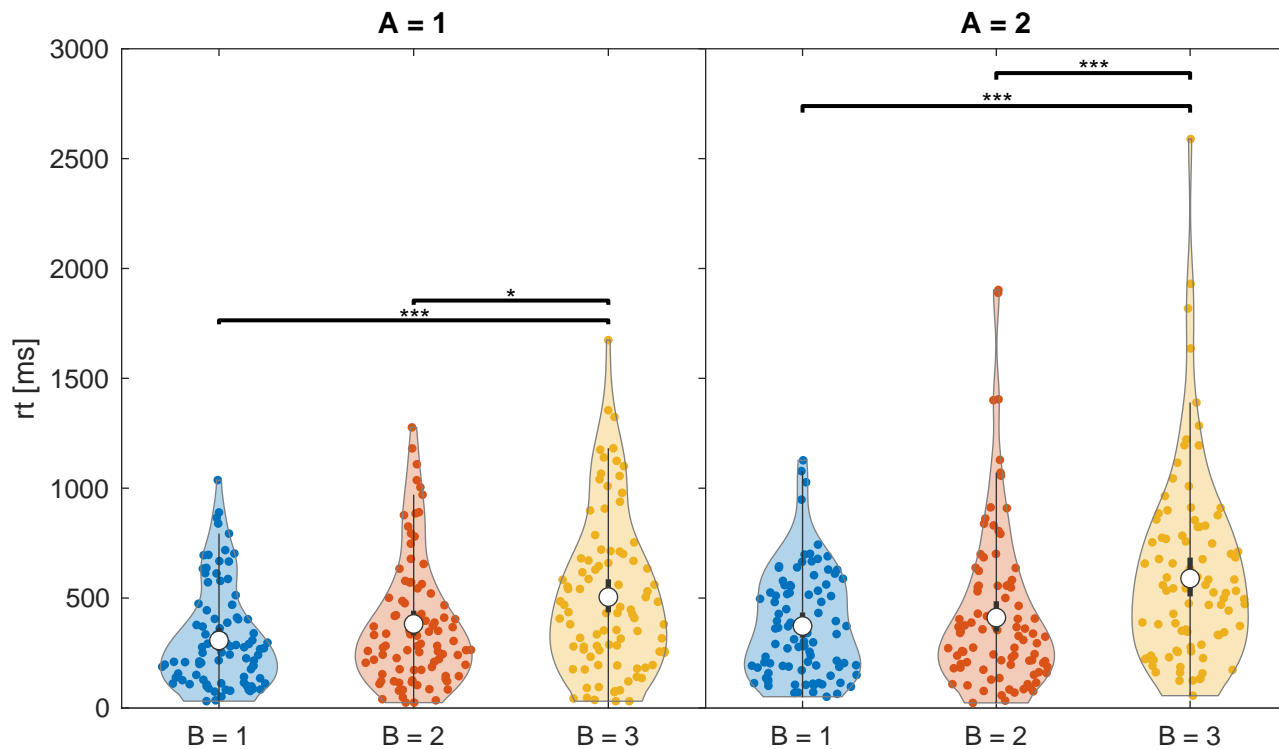 A = 1
A = 2
rt [ms]
3000
2500
2000
1500
1000
500
0
*
***
***
***
B = 1
B = 2
B = 3
B = 1
B = 2
B = 3